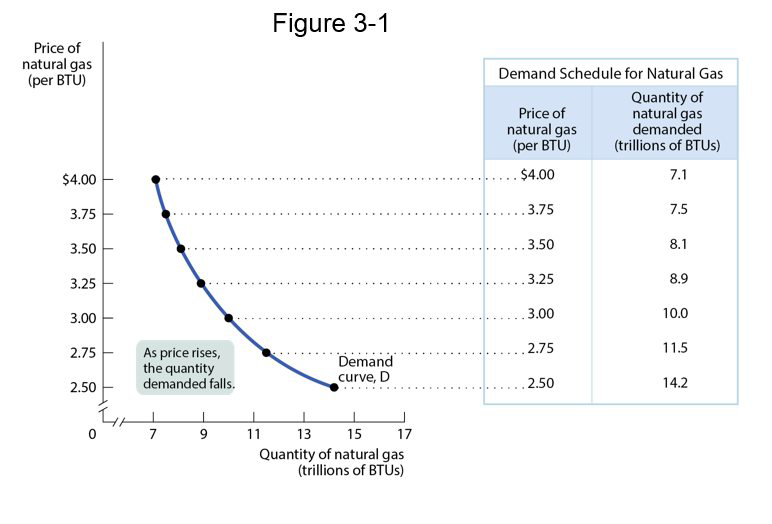 Figure 3-1
Price of
natural gas
(per BTU)
$4.00
3.75
3.50
3.25
3.00
2.75
2.50
0
7 9 11 13 15 17
Quantity of natural gas
(trillions of BTUs)
As price rises,
the quantity
demanded falls.
Demand
curve, D
Demand Schedule for Natural Gas
Price of
natural gas
(per BTU)
Quantity of
natural gas
demanded
(trillions of BTUs)
$4.00 7.1
3.75 7.5
3.50 8.1
3.25 8.9
3.00 10.0
2.75 11.5
2.50 14.2